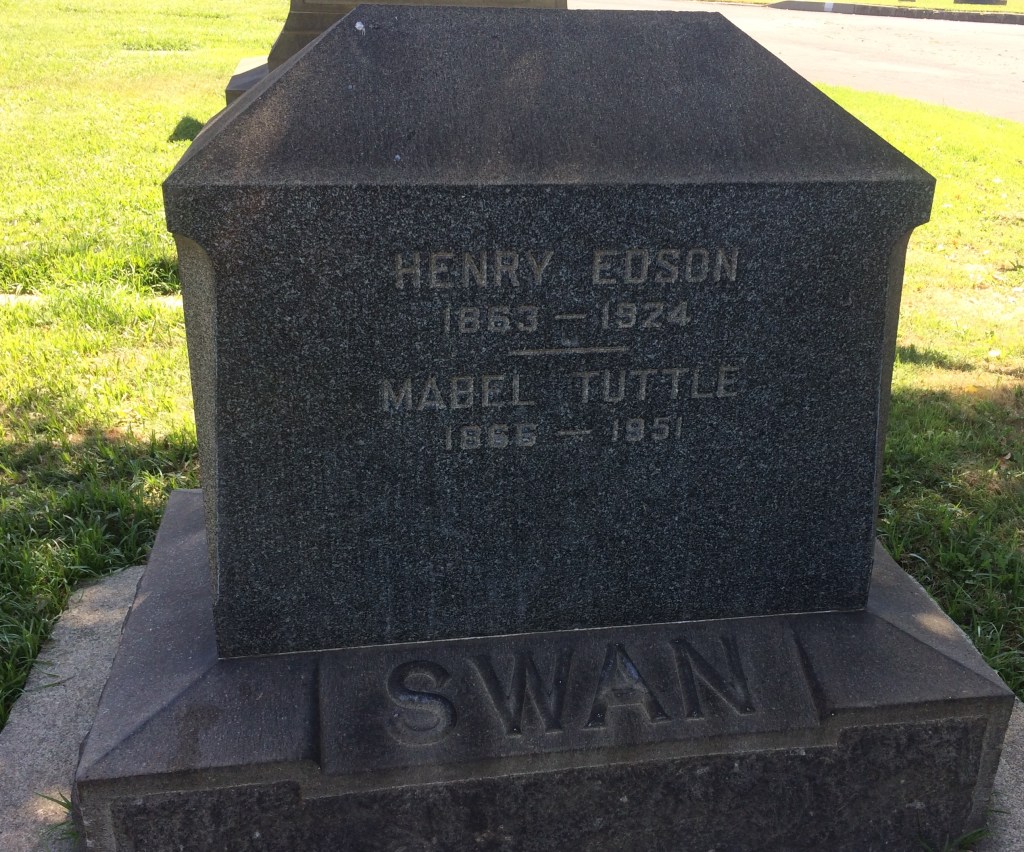 HENRY EDSON
1863 — 1924
MABEL TUTTLE
1866 — 1951
SWAN